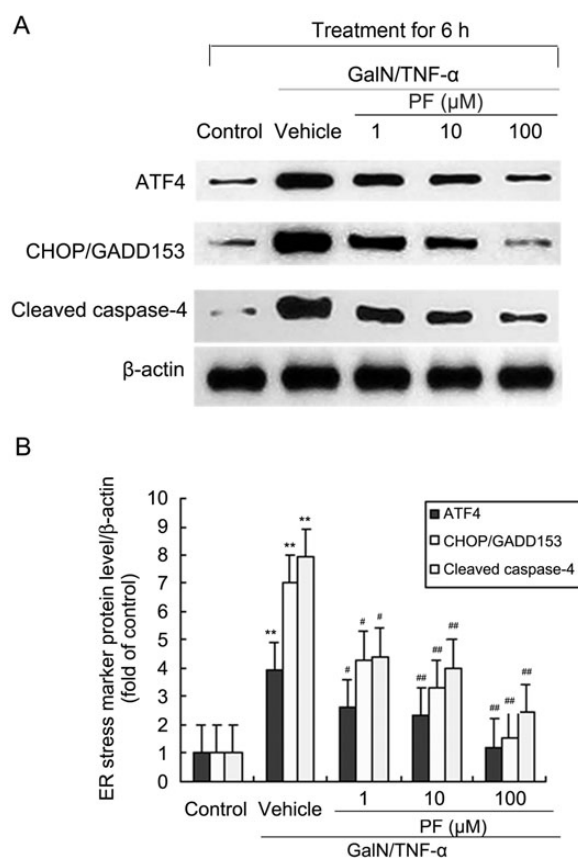 A
Treatment for 6 h
GalN/TNF-α
PF (μM)
Control Vehicle 1 10 100
ATF4
CHOP/GADD153
Cleaved caspase-4
β-actin
B
ER stress marker protein level/β-actin
(fold of control)
10
9
8
7
6
5
4
3
2
1
0
** ** **
# # #
## ## ##
## ## ##
ATF4
CHOP/GADD153
Cleaved caspase-4
Control Vehicle 1 10 100
PF (μM)
GalN/TNF-α